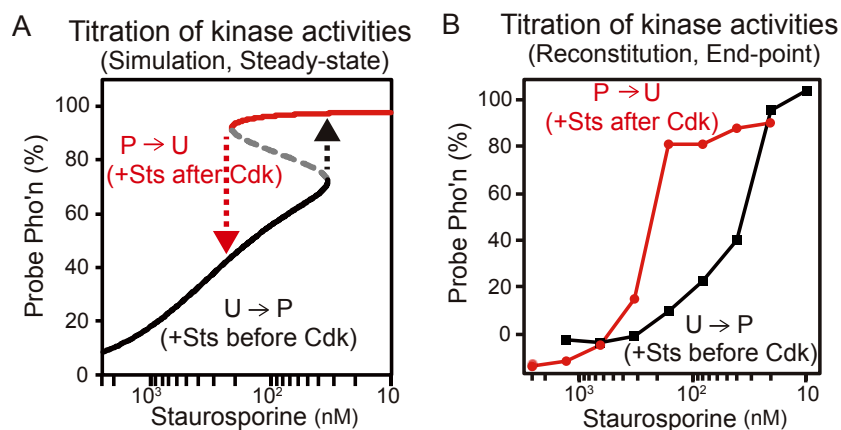 A
Titration of kinase activities
(Simulation, Steady-state)
Probe Pho'n (%)
100
80
60
40
20
0
P → U
(+Sts after Cdk)
U → P
(+Sts before Cdk)
10³
10²
10
Staurosporine (nM)
B
Titration of kinase activities
(Reconstitution, End-point)
Probe Pho'n (%)
100
80
60
40
20
0
P → U
(+Sts after Cdk)
U → P
(+Sts before Cdk)
10³
10²
10
Staurosporine (nM)